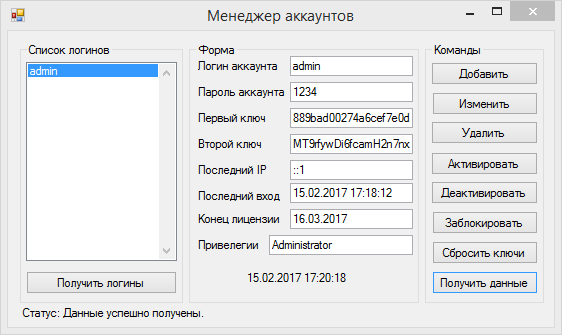 Менеджер аккаунтов
Список логинов
admin
Получить логины
Форма
Логин аккаунта admin
Пароль аккаунта 1234
Первый ключ 889bad00274a6cef7e0d
Второй ключ MT9rfywDi6fcamH2n7nx
Последний IP ::1
Последний вход 15.02.2017 17:18:12
Конец лицензии 16.03.2017
Привелегии Administrator
15.02.2017 17:20:18
Команды
Добавить
Изменить
Удалить
Активировать
Деактивировать
Заблокировать
Сбросить ключи
Получить данные
Статус: Данные успешно получены.